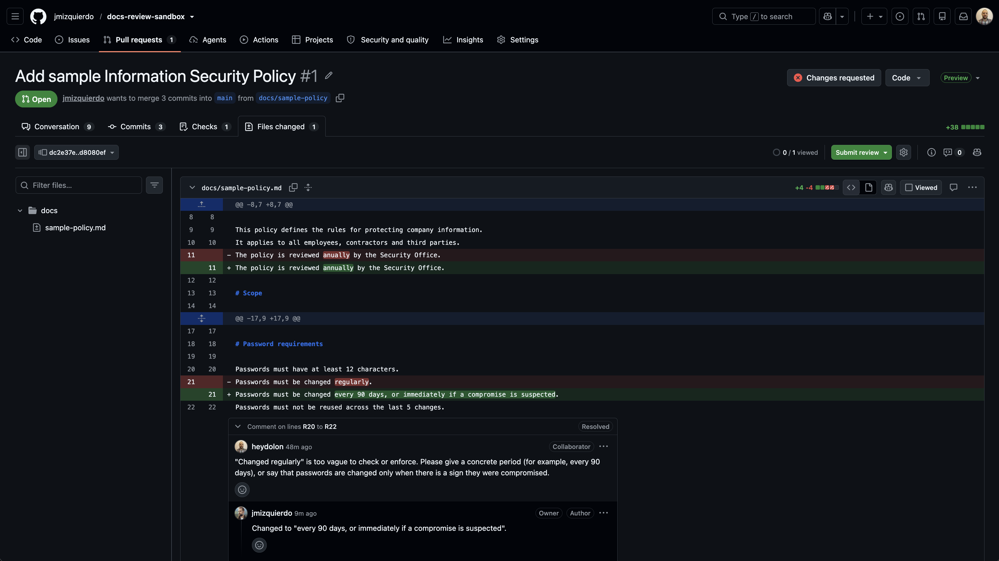 jmizquierdo / docs-review-sandbox
Type / to search
Code
Issues
Pull requests 1
Agents
Actions
Projects
Security and quality
Insights
Settings
Add sample Information Security Policy #1
Changes requested
Code
Preview
Open
jmizquierdo wants to merge 3 commits into main from docs/sample-policy
Conversation 9
Commits 3
Checks 1
Files changed 1
+38
dc2e37e..d8080ef
0 / 1 viewed
Submit review
0
Filter files...
docs
sample-policy.md
docs/sample-policy.md
+4 -4
Viewed
@@ -8,7 +8,7 @@
8 8
9 9 This policy defines the rules for protecting company information.
10 10 It applies to all employees, contractors and third parties.
11 - The policy is reviewed anually by the Security Office.
11 + The policy is reviewed annually by the Security Office.
12 12
13 13 # Scope
14 14
@@ -17,9 +17,9 @@
17 17
18 18 # Password requirements
19 19
20 20 Passwords must have at least 12 characters.
21 - Passwords must be changed regularly.
21 + Passwords must be changed every 90 days, or immediately if a compromise is suspected.
22 22 Passwords must not be reused across the last 5 changes.
Comment on lines R20 to R22
Resolved
heydolon 48m ago
Collaborator
"Changed regularly" is too vague to check or enforce. Please give a concrete period (for example, every 90
days), or say that passwords are changed only when there is a sign they were compromised.
jmizquierdo 9m ago
Owner
Author
Changed to "every 90 days, or immediately if a compromise is suspected".